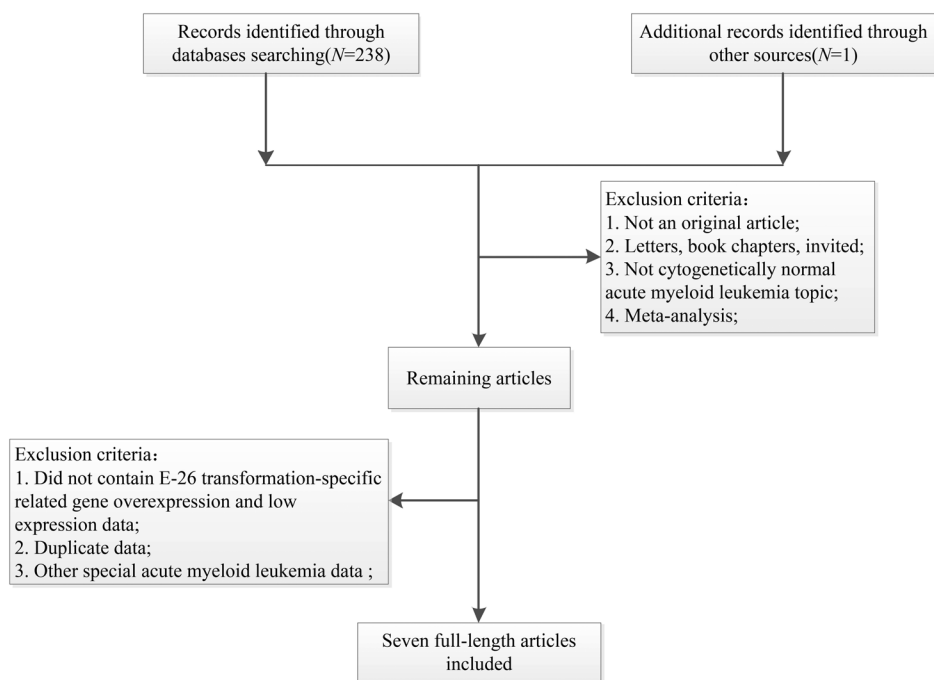 Records identified through
databases searching(N=238)
Additional records identified through
other sources(N=1)
Exclusion criteria：
1. Not an original article;
2. Letters, book chapters, invited;
3. Not cytogenetically normal
acute myeloid leukemia topic;
4. Meta-analysis;
Remaining articles
Exclusion criteria：
1. Did not contain E-26 transformation-specific
related gene overexpression and low
expression data;
2. Duplicate data;
3. Other special acute myeloid leukemia data ;
Seven full-length articles
included